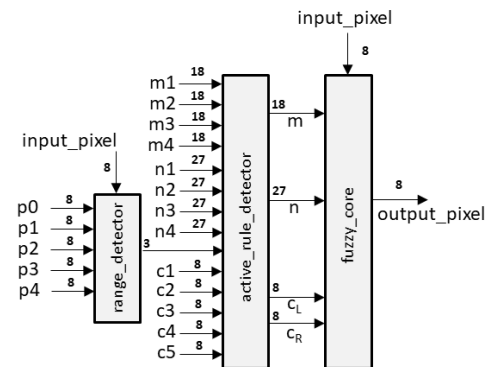 input_pixel
8
18
m1
18
m2
18
m3
18
m4
27
n1
27
n2
27
n3
27
n4
input_pixel
8
8
p0
8
p1
8
p2
8
p3
8
p4
range_detector
3
8
c1
8
c2
8
c3
8
c4
8
c5
active_rule_detector
18
m
27
n
8
cL
8
cR
fuzzy_core
8
output_pixel